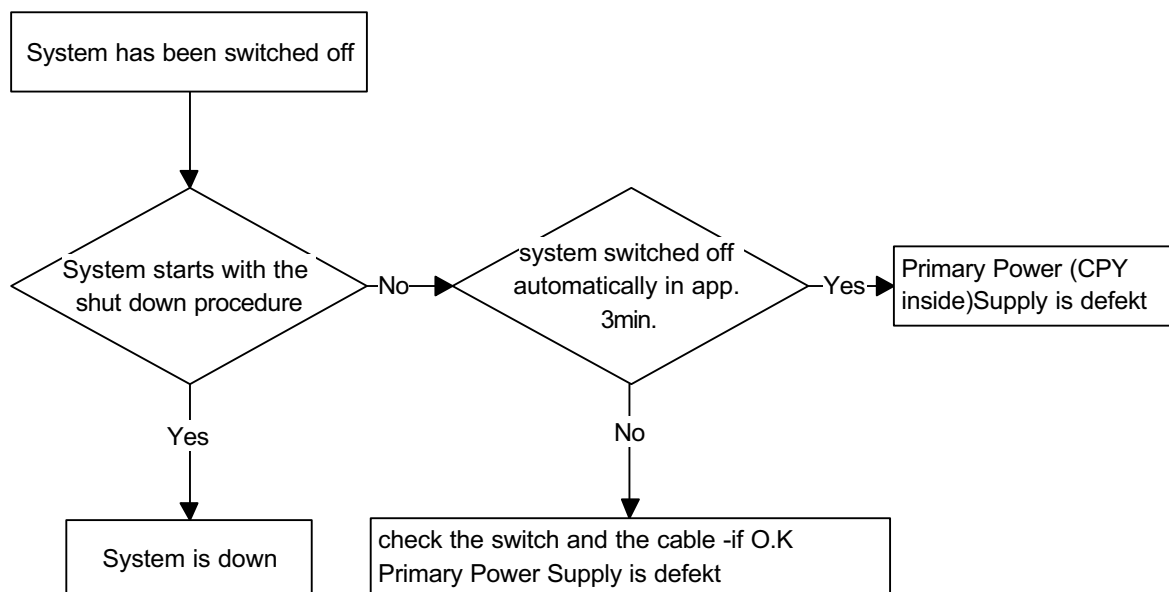 System has been switched off
System starts with the
shut down procedure
No
system switched off
automatically in app.
3min.
Yes
Primary Power (CPY
inside)Supply is defekt
Yes
No
System is down
check the switch and the cable -if O.K
Primary Power Supply is defekt